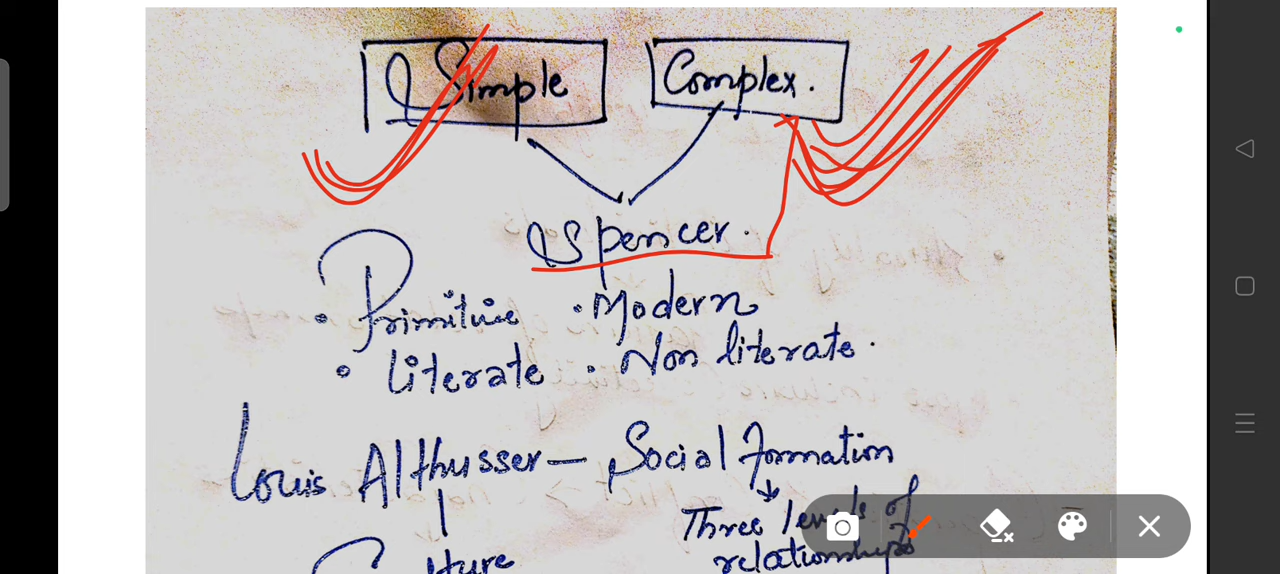 Simple Complex.
Spencer.
• Primitive • Modern
• Literate • Non literate.
Louis Althusser — Social Formation
Three levels of
relationships